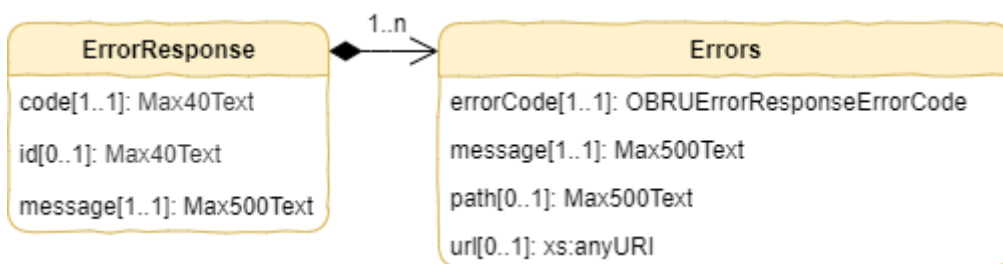 1..n
ErrorResponse
code[1..1]: Max40Text
id[0..1]: Max40Text
message[1..1]: Max500Text
Errors
errorCode[1..1]: OBRUErrorResponseErrorCode
message[1..1]: Max500Text
path[0..1]: Max500Text
url[0..1]: xs:anyURI